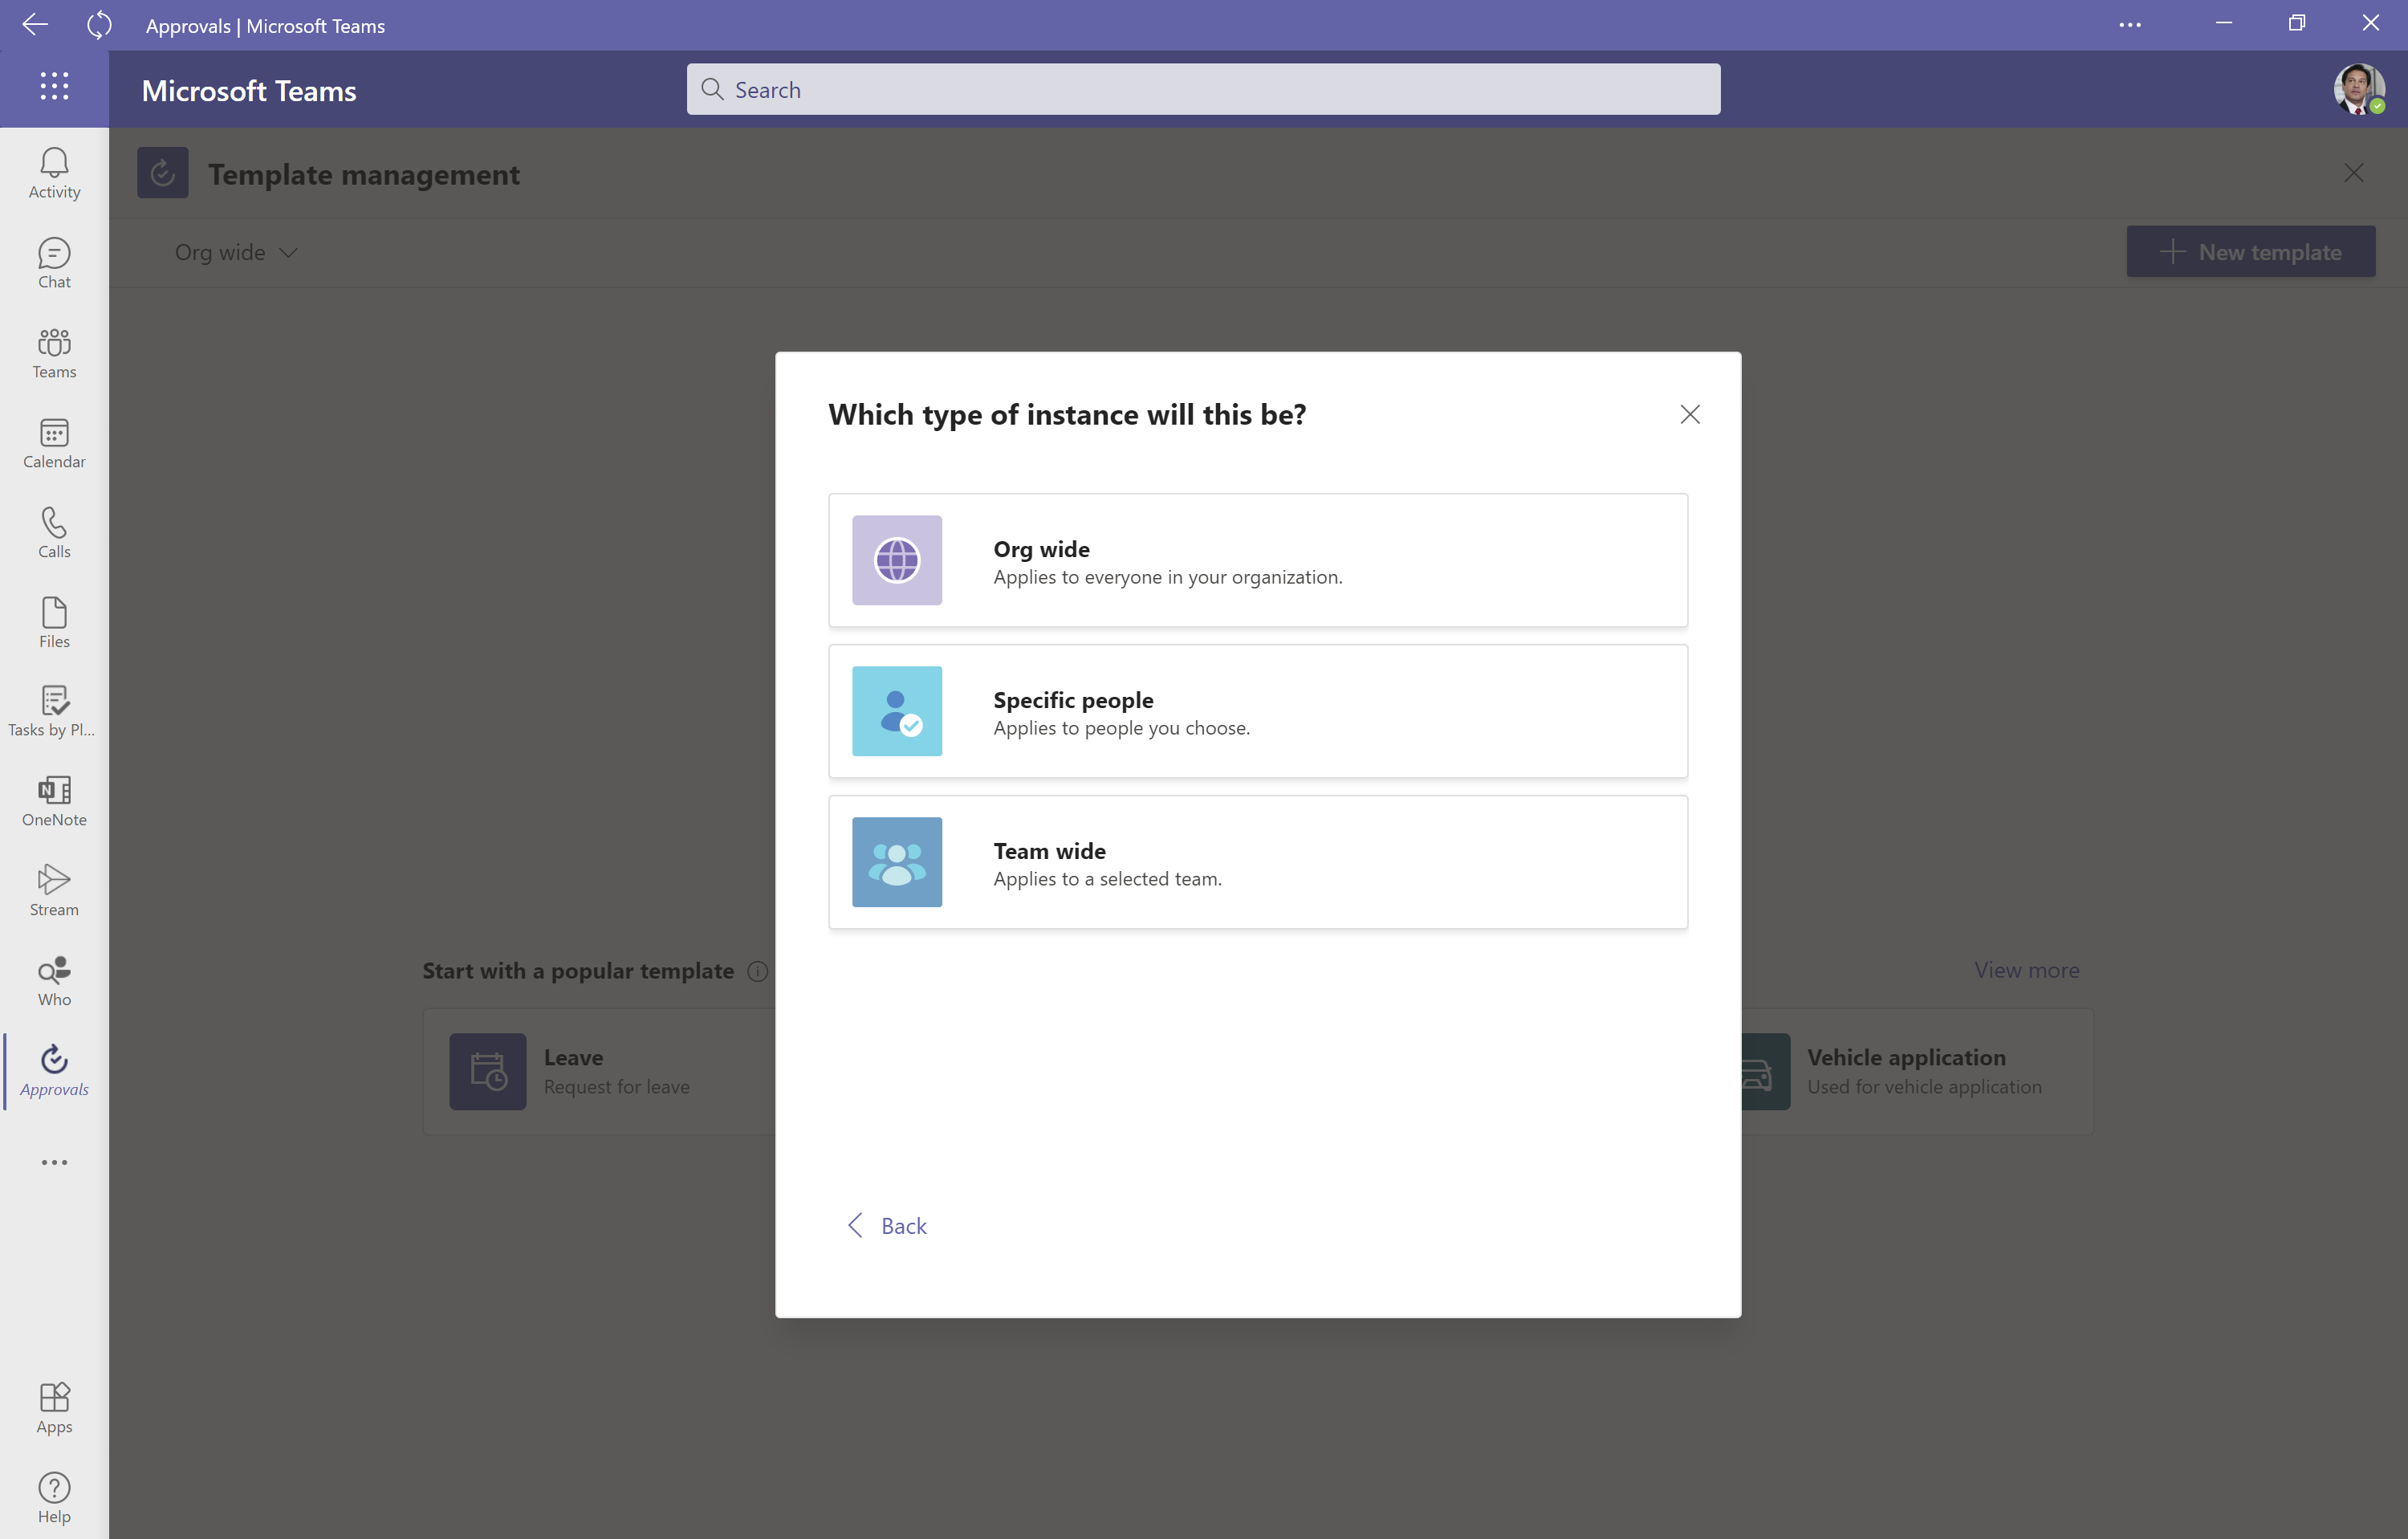 Approvals | Microsoft Teams
Microsoft Teams
Search
Activity
Chat
Teams
Calendar
Calls
Files
Tasks by Pl...
OneNote
Stream
Who
Approvals
Apps
Help
Template management
Org wide
New template
Which type of instance will this be?
Org wide
Applies to everyone in your organization.
Specific people
Applies to people you choose.
Team wide
Applies to a selected team.
Back
Start with a popular template
View more
Leave
Request for leave
Vehicle application
Used for vehicle application